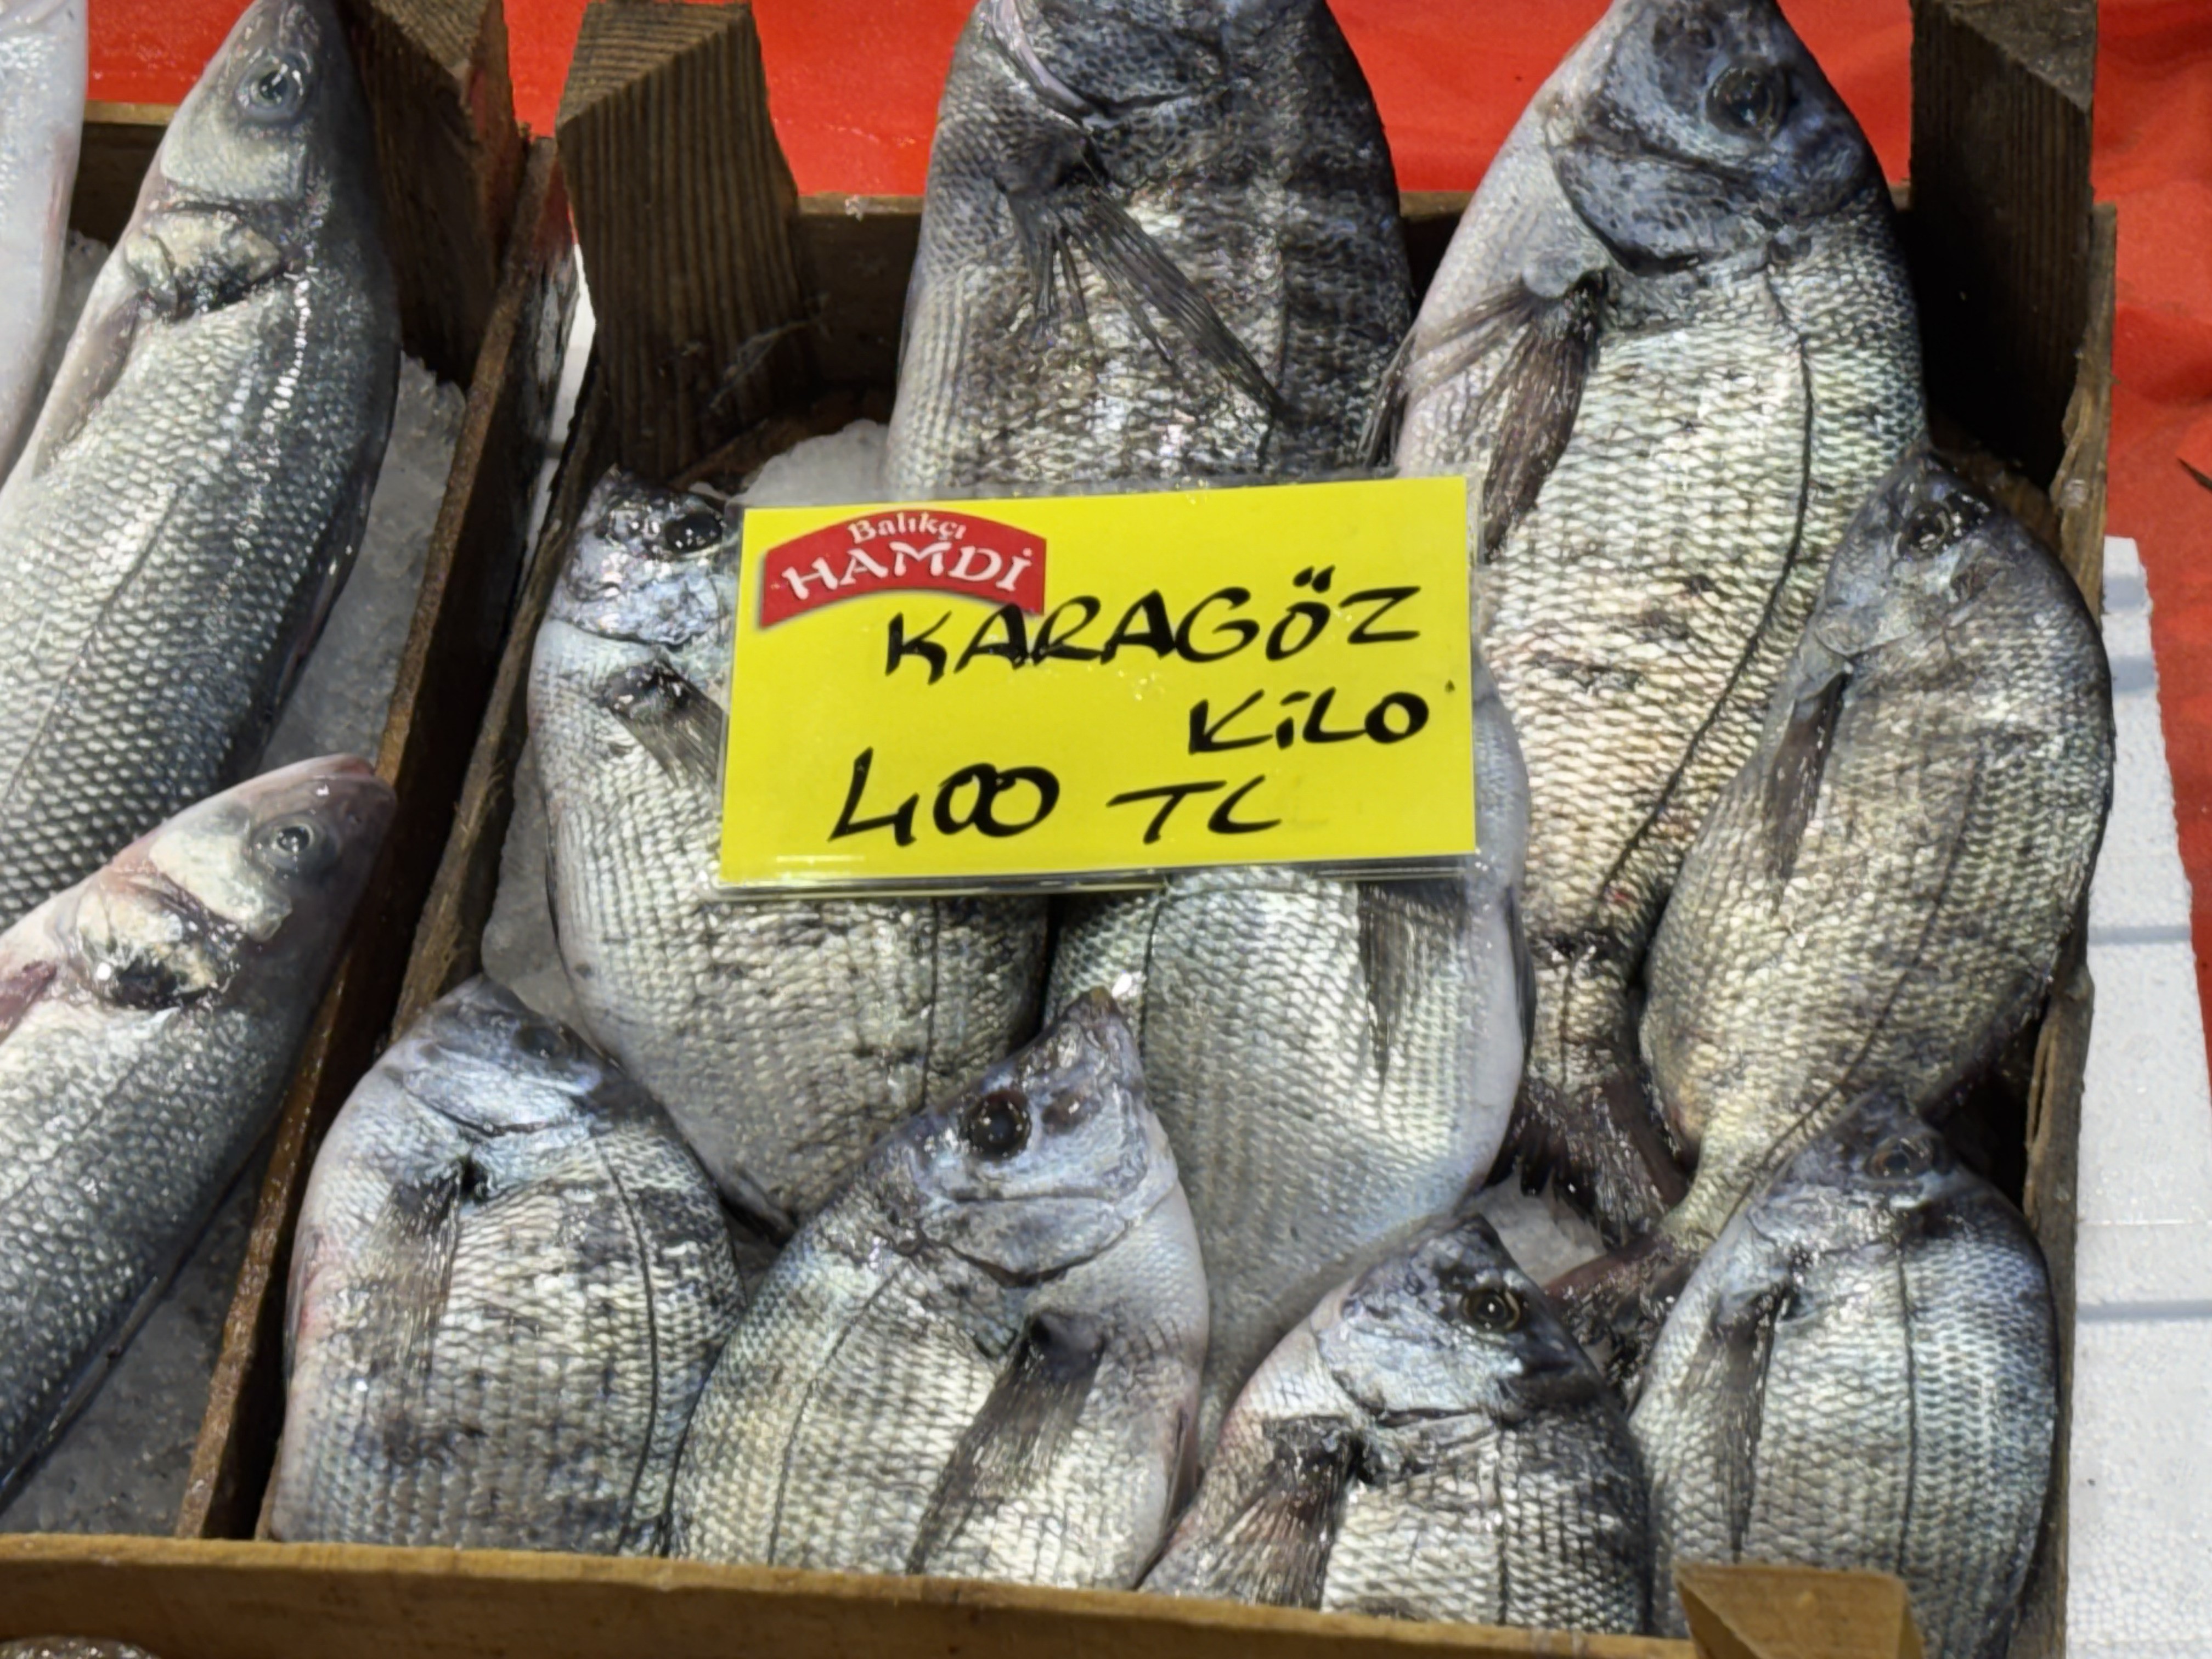 Balıkçı
HAMDİ
KARAGÖZ
KİLO
400 TL